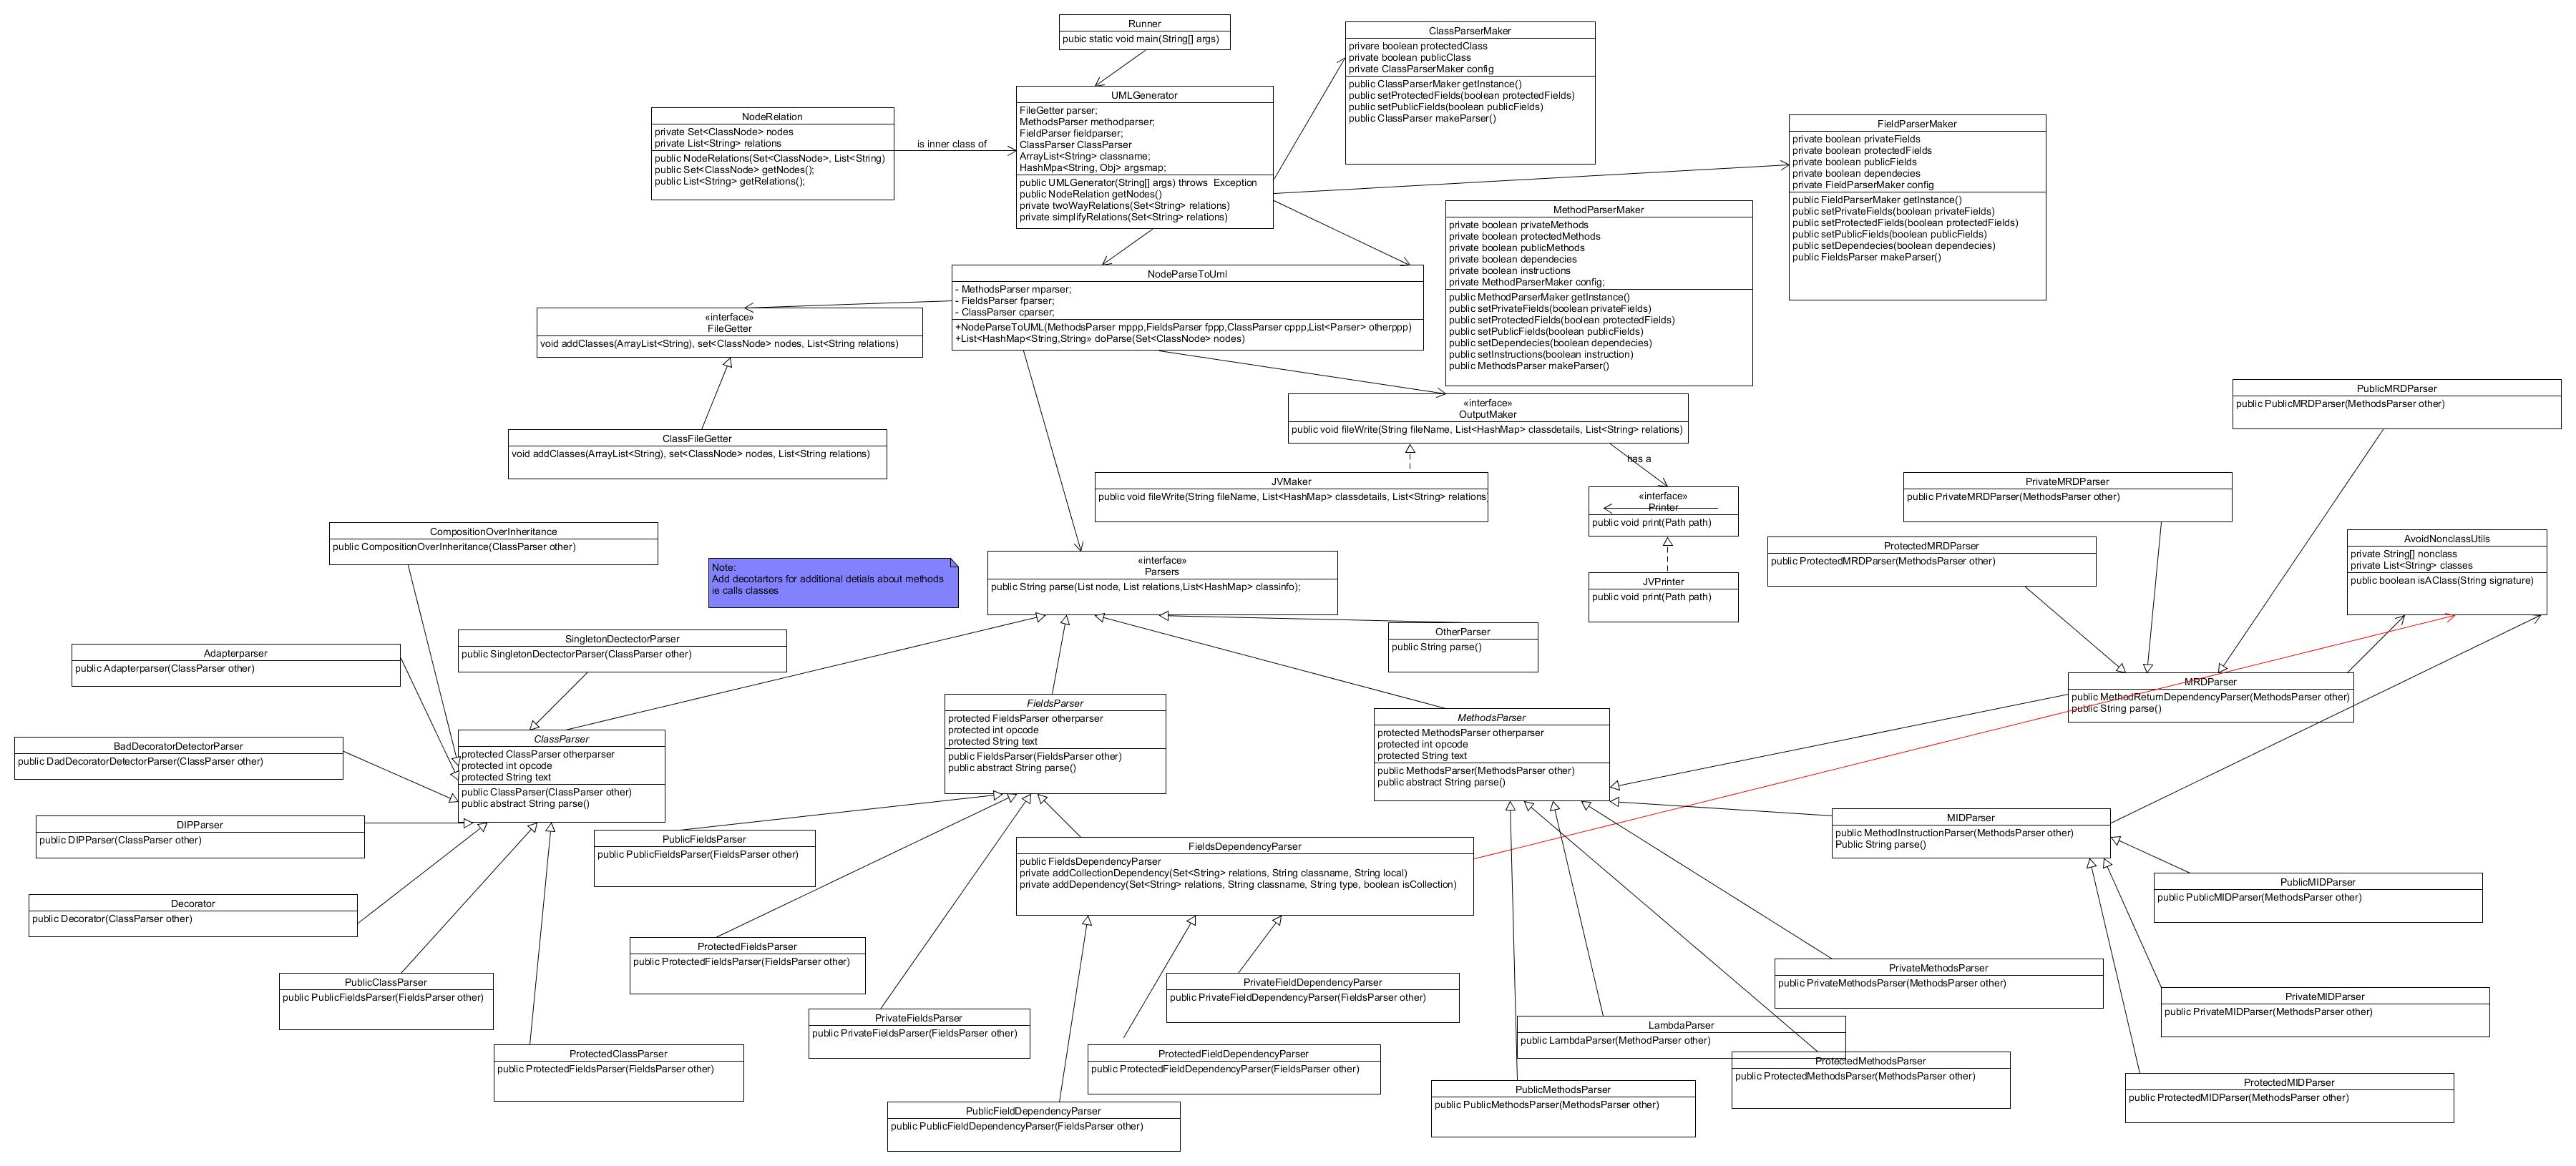 Runner
pubic static void main(String[] args)
ClassParserMaker
privare boolean protectedClass
private boolean publicClass
private ClassParserMaker config
public ClassParserMaker getInstance()
public setProtectedFields(boolean protectedFields)
public setPublicFields(boolean publicFields)
public ClassParser makeParser()
UMLGenerator
FileGetter parser;
MethodsParser methodparser;
FieldParser fieldparser;
ClassParser ClassParser
ArrayList<String> classname;
HashMpa<String, Obj> argsmap;
public UMLGenerator(String[] args) throws  Exception
public NodeRelation getNodes()
private twoWayRelations(Set<String> relations)
private simplifyRelations(Set<String> relations)
NodeRelation
private Set<ClassNode> nodes
private List<String> relations
public NodeRelations(Set<ClassNode>, List<String)
public Set<ClassNode> getNodes();
public List<String> getRelations();
is inner class of
FieldParserMaker
private boolean privateFields
private boolean protectedFields
private boolean publicFields
private boolean dependecies
private FieldParserMaker config
public FieldParserMaker getInstance()
public setPrivateFields(boolean privateFields)
public setProtectedFields(boolean protectedFields)
public setPublicFields(boolean publicFields)
public setDependecies(boolean dependecies)
public FieldsParser makeParser()
MethodParserMaker
private boolean privateMethods
private boolean protectedMethods
private boolean publicMethods
private boolean dependecies
private boolean instructions
private MethodParserMaker config;
public MethodParserMaker getInstance()
public setPrivateFields(boolean privateFields)
public setProtectedFields(boolean protectedFields)
public setPublicFields(boolean publicFields)
public setDependecies(boolean dependecies)
public setInstructions(boolean instruction)
public MethodsParser makeParser()
NodeParseToUml
- MethodsParser mparser;
- FieldsParser fparser;
- ClassParser cparser;
+NodeParseToUML(MethodsParser mppp,FieldsParser fppp,ClassParser cppp,List<Parser> otherppp)
+List<HashMap<String,String» doParse(Set<ClassNode> nodes)
«interface»
FileGetter
void addClasses(ArrayList<String), set<ClassNode> nodes, List<String relations)
ClassFileGetter
void addClasses(ArrayList<String), set<ClassNode> nodes, List<String relations)
«interface»
OutputMaker
public void fileWrite(String fileName, List<HashMap> classdetails, List<String> relations)
has a
JVMaker
public void fileWrite(String fileName, List<HashMap> classdetails, List<String> relations
«interface»
Printer
public void print(Path path)
JVPrinter
public void print(Path path)
PublicMRDParser
public PublicMRDParser(MethodsParser other)
PrivateMRDParser
public PrivateMRDParser(MethodsParser other)
ProtectedMRDParser
public ProtectedMRDParser(MethodsParser other)
AvoidNonclassUtils
private String[] nonclass
private List<String> classes
public boolean isAClass(String signature)
CompositionOverInheritance
public CompositionOverInheritance(ClassParser other)
Note:
Add decotartors for additional detials about methods
ie calls classes
«interface»
Parsers
public String parse(List node, List relations,List<HashMap> classinfo);
OtherParser
public String parse()
SingletonDectectorParser
public SingletonDectectorParser(ClassParser other)
Adapterparser
public Adapterparser(ClassParser other)
MRDParser
public MethodReturnDependencyParser(MethodsParser other)
public String parse()
FieldsParser
protected FieldsParser otherparser
protected int opcode
protected String text
public FieldsParser(FieldsParser other)
public abstract String parse()
MethodsParser
protected MethodsParser otherparser
protected int opcode
protected String text
public MethodsParser(MethodsParser other)
public abstract String parse()
ClassParser
protected ClassParser otherparser
protected int opcode
protected String text
public ClassParser(ClassParser other)
public abstract String parse()
BadDecoratorDetectorParser
public DadDecoratorDetectorParser(ClassParser other)
DIPParser
public DIPParser(ClassParser other)
Decorator
public Decorator(ClassParser other)
PublicClassParser
public PublicFieldsParser(FieldsParser other)
ProtectedClassParser
public ProtectedFieldsParser(FieldsParser other)
PublicFieldsParser
public PublicFieldsParser(FieldsParser other)
ProtectedFieldsParser
public ProtectedFieldsParser(FieldsParser other)
PrivateFieldsParser
public PrivateFieldsParser(FieldsParser other)
FieldsDependencyParser
public FieldsDependencyParser
private addCollectionDependency(Set<String> relations, String classname, String local)
private addDependency(Set<String> relations, String classname, String type, boolean isCollection)
PrivateFieldDependencyParser
public PrivateFieldDependencyParser(FieldsParser other)
ProtectedFieldDependencyParser
public ProtectedFieldDependencyParser(FieldsParser other)
PublicFieldDependencyParser
public PublicFieldDependencyParser(FieldsParser other)
MIDParser
public MethodInstructionParser(MethodsParser other)
Public String parse()
PublicMIDParser
public PublicMIDParser(MethodsParser other)
PrivateMIDParser
public PrivateMIDParser(MethodsParser other)
ProtectedMIDParser
public ProtectedMIDParser(MethodsParser other)
PrivateMethodsParser
public PrivateMethodsParser(MethodsParser other)
LambdaParser
public LambdaParser(MethodParser other)
ProtectedMethodsParser
public ProtectedMethodsParser(MethodsParser other)
PublicMethodsParser
public PublicMethodsParser(MethodsParser other)